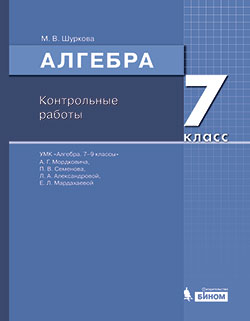 М. В. Шуркова
АЛГЕБРА
Контрольные
работы
7
класс
УМК «Алгебра. 7–9 классы»
А. Г. Мордковича,
П. В. Семенова,
Л. А. Александровой,
Е. Л. Мардахаевой
Издательство
БИНОМ